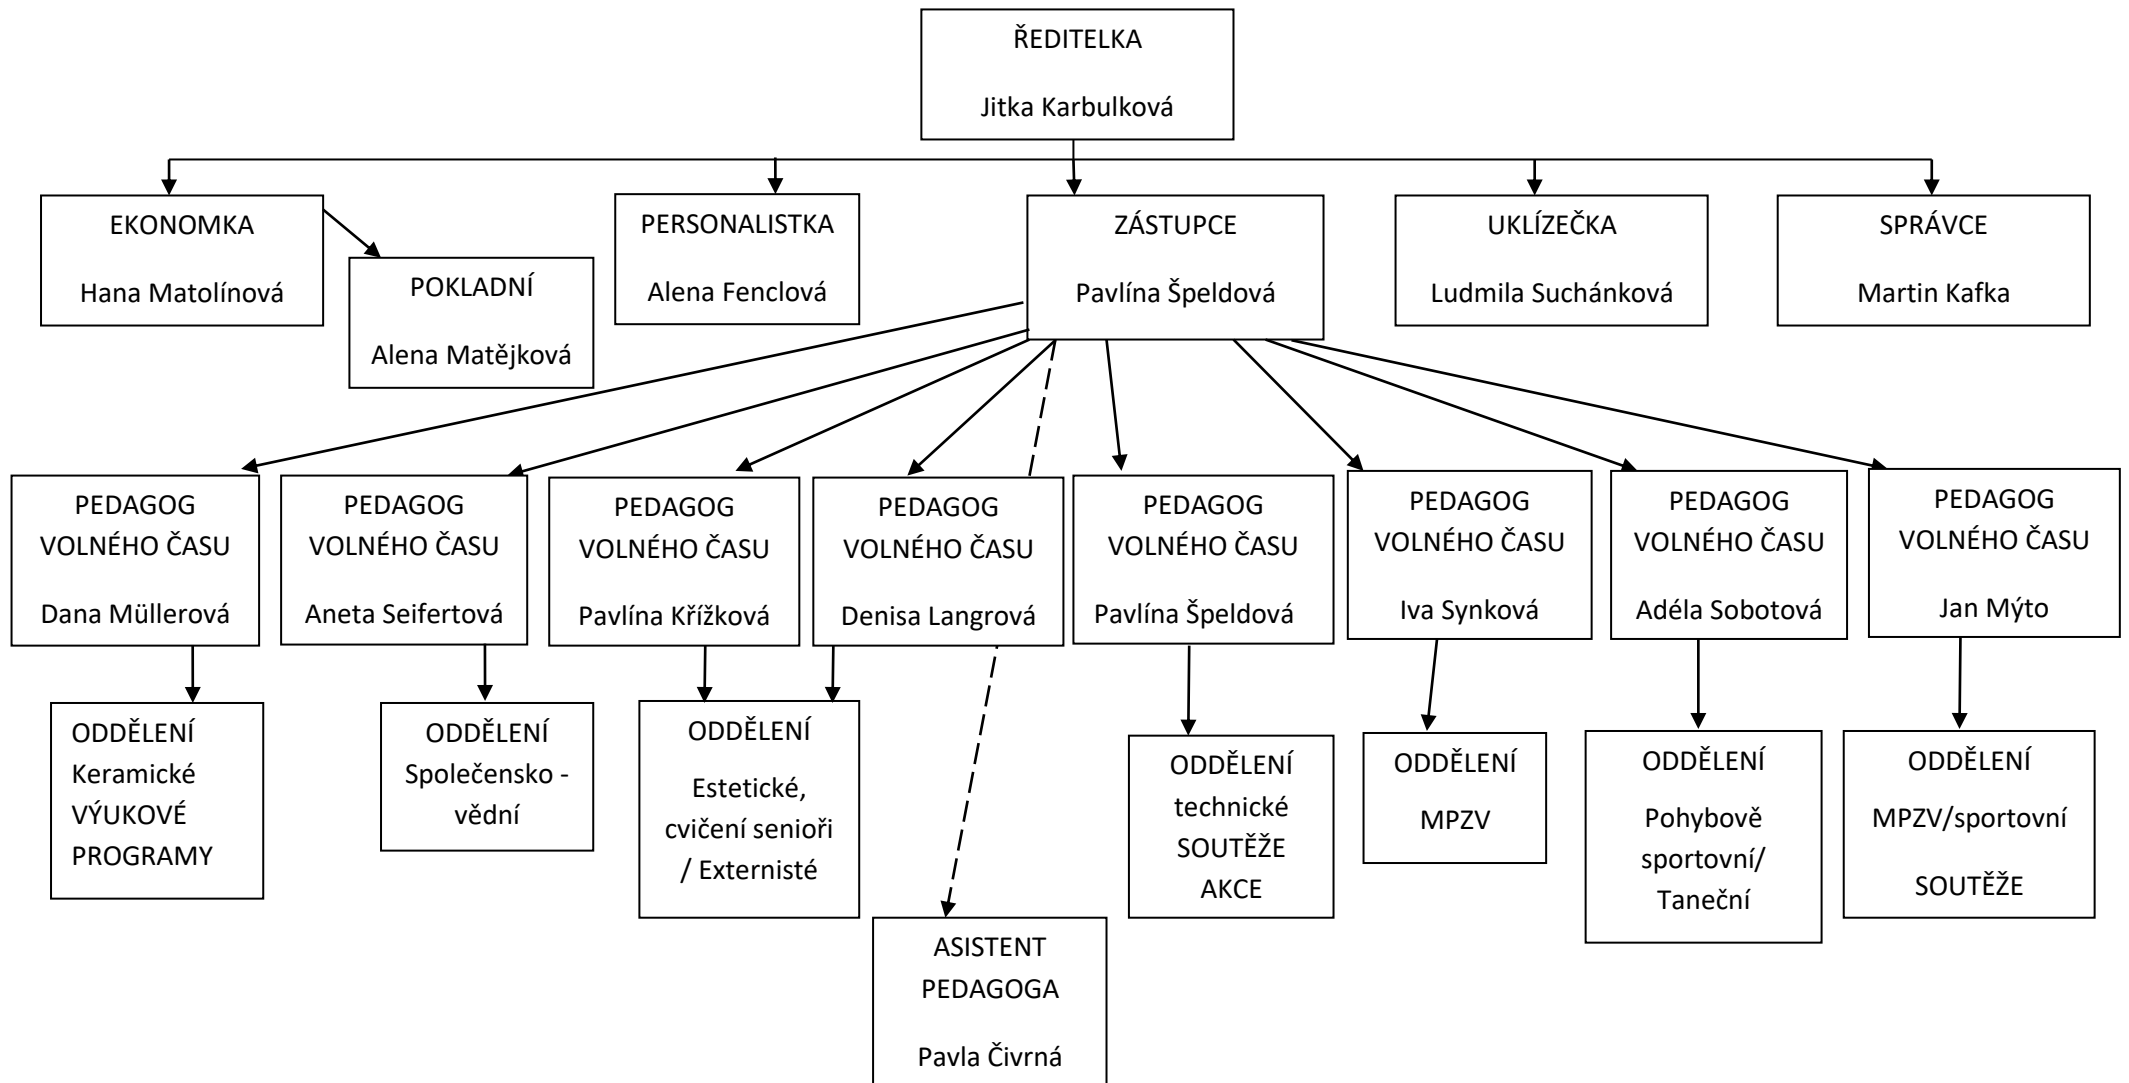 ŘEDITELKA
Jitka Karbulková
EKONOMKA
Hana Matolínová
POKLADNÍ
Alena Matějková
PERSONALISTKA
Alena Fenclová
ZÁSTUPCE
Pavlína Špeldová
UKLÍZEČKA
Ludmila Suchánková
SPRÁVCE
Martin Kafka
PEDAGOG
VOLNÉHO ČASU
Dana Müllerová
PEDAGOG
VOLNÉHO ČASU
Aneta Seifertová
PEDAGOG
VOLNÉHO ČASU
Pavlína Křížková
PEDAGOG
VOLNÉHO ČASU
Denisa Langrová
PEDAGOG
VOLNÉHO ČASU
Pavlína Špeldová
PEDAGOG
VOLNÉHO ČASU
Iva Synková
PEDAGOG
VOLNÉHO ČASU
Adéla Sobotová
PEDAGOG
VOLNÉHO ČASU
Jan Mýto
ODDĚLENÍ
Keramické
VÝUKOVÉ
PROGRAMY
ODDĚLENÍ
Společensko -
vědní
ODDĚLENÍ
Estetické,
cvičení senioři
/ Externisté
ODDĚLENÍ
technické
SOUTĚŽE
AKCE
ODDĚLENÍ
MPZV
ODDĚLENÍ
Pohybově
sportovní/
Taneční
ODDĚLENÍ
MPZV/sportovní
SOUTĚŽE
ASISTENT
PEDAGOGA
Pavla Čivrná